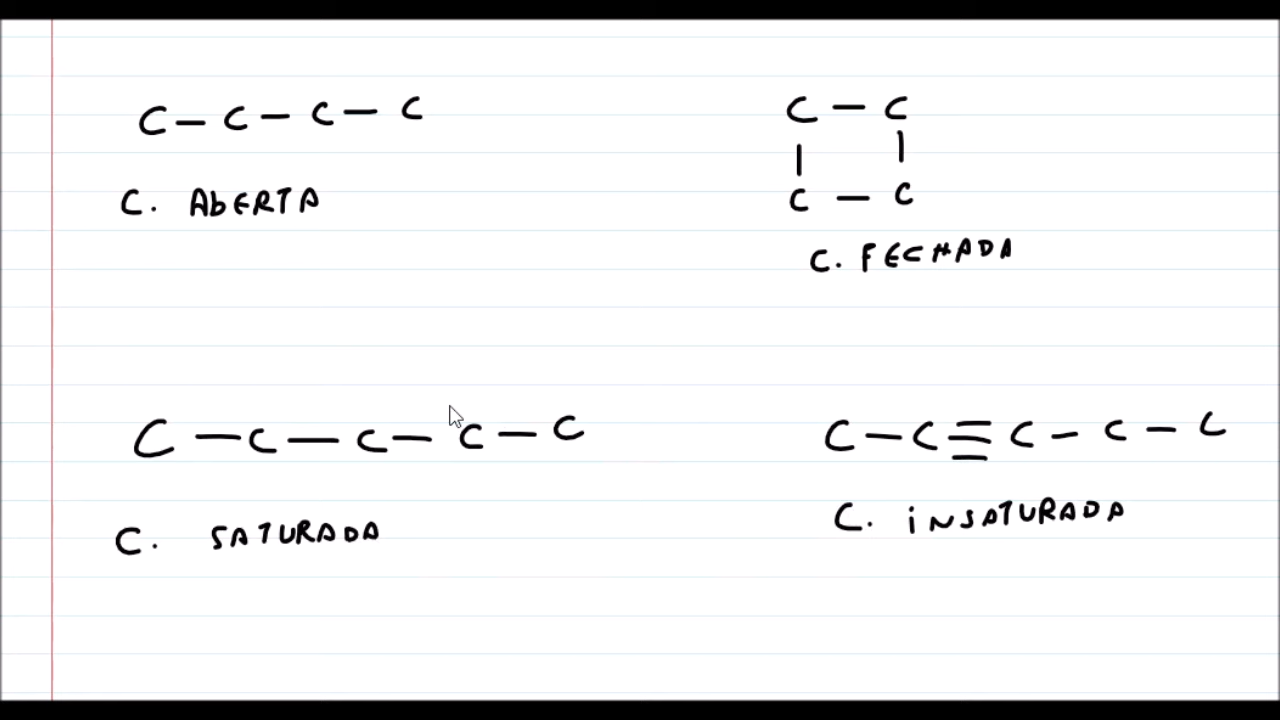 C — C — C — C
C. ABERTA
C — C
| |
C — C
C. FECHADA
C — C — C — C — C
C. SATURADA
C — C ≡ C — C — C
C. INSATURADA